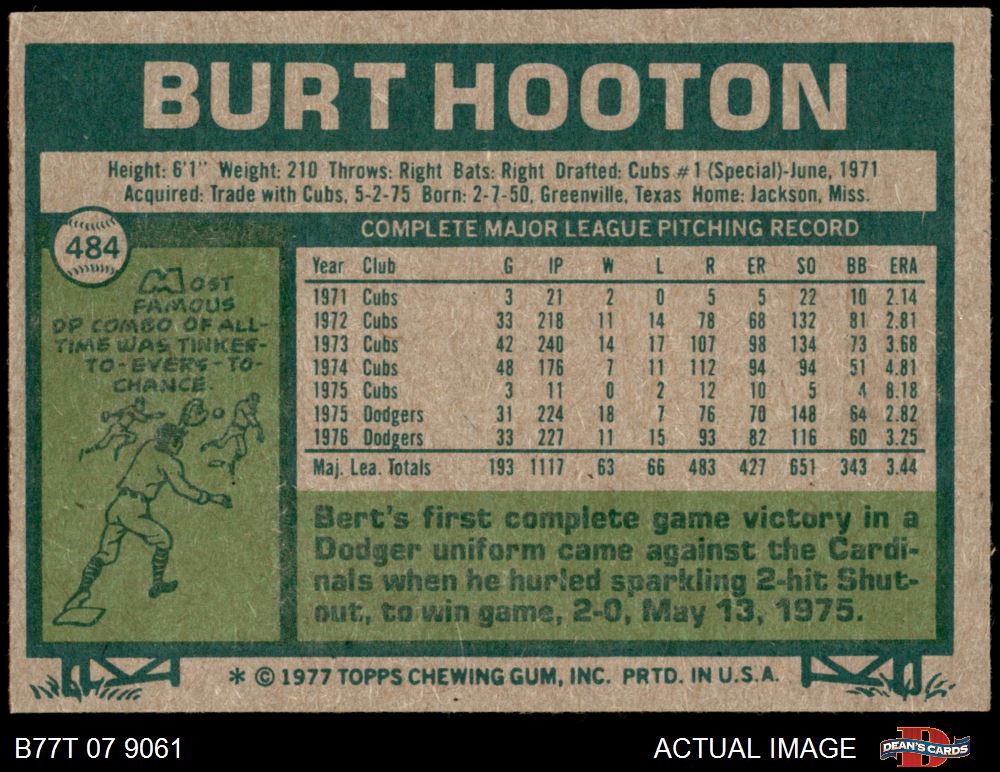 BURT HOOTON
Height: 6'1" Weight: 210 Throws: Right Bats: Right Drafted: Cubs #1 (Special)-June, 1971
Acquired: Trade with Cubs, 5-2-75 Born: 2-7-50, Greenville, Texas Home: Jackson, Miss.
484
MOST
FAMOUS
DP COMBO OF ALL-
TIME WAS TINKER-
TO-EVERS-TO-
CHANCE.
COMPLETE MAJOR LEAGUE PITCHING RECORD
Year Club G IP W L R ER SO BB ERA
1971 Cubs 3 21 2 0 5 5 22 10 2.14
1972 Cubs 33 218 11 14 78 68 132 81 2.81
1973 Cubs 42 240 14 17 107 98 134 73 3.68
1974 Cubs 48 176 7 11 112 94 94 51 4.81
1975 Cubs 3 11 0 2 12 10 5 4 8.18
1975 Dodgers 31 224 18 7 76 70 148 64 2.82
1976 Dodgers 33 227 11 15 93 82 116 60 3.25
Maj. Lea. Totals 193 1117 63 66 483 427 651 343 3.44
Bert's first complete game victory in a
Dodger uniform came against the Cardi-
nals when he hurled sparkling 2-hit Shut-
out, to win game, 2-0, May 13, 1975.
* © 1977 TOPPS CHEWING GUM, INC. PRTD. IN U.S.A.
B77T 07 9061
ACTUAL IMAGE
D
DEAN'S CARDS